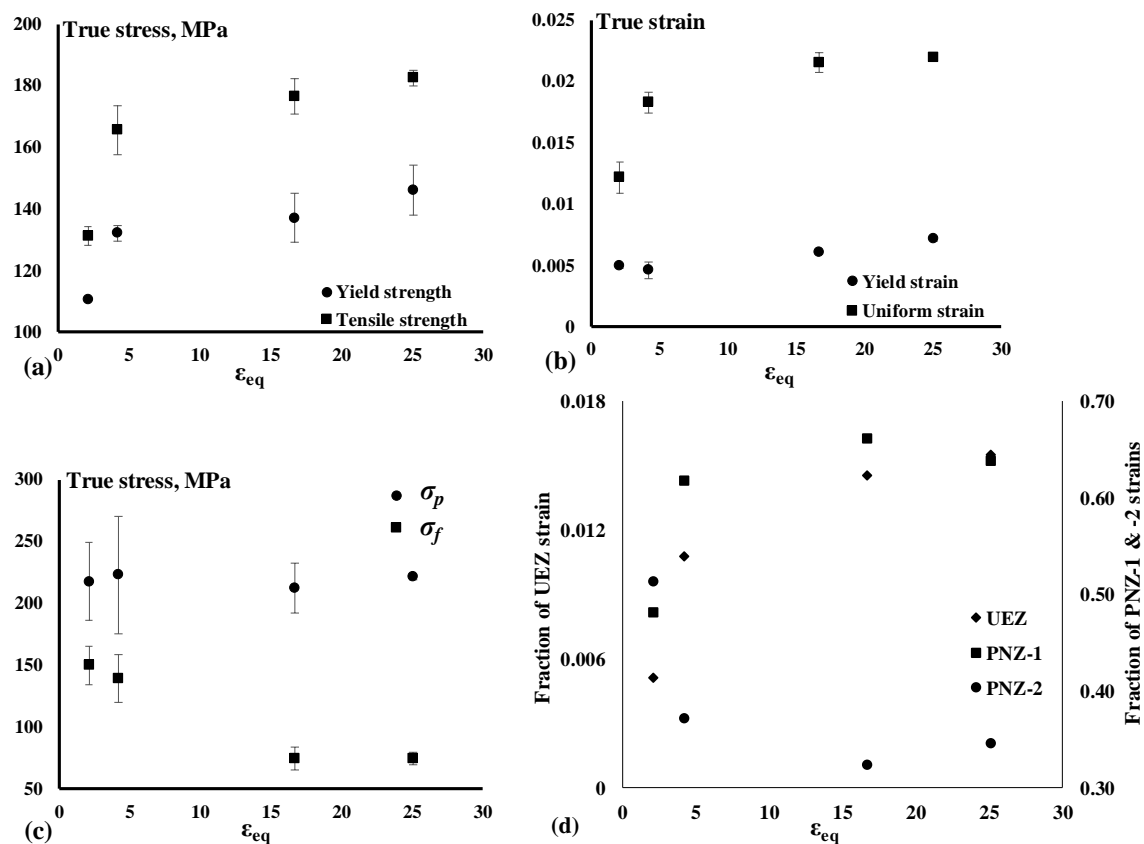 True stress, MPa
200
180
160
140
120
100
0 5 10 15 20 25 30
Yield strength
Tensile strength
(a)
εeq
True strain
0.025
0.02
0.015
0.01
0.005
0
0 5 10 15 20 25 30
Yield strain
Uniform strain
(b)
εeq
True stress, MPa
300
250
200
150
100
50
0 5 10 15 20 25 30
σp
σf
(c)
εeq
Fraction of UEZ strain
0.018
0.012
0.006
0
0 5 10 15 20 25 30
UEZ
PNZ-1
PNZ-2
0.70
0.60
0.50
0.40
0.30
Fraction of PNZ-1 & -2 strains
(d)
εeq